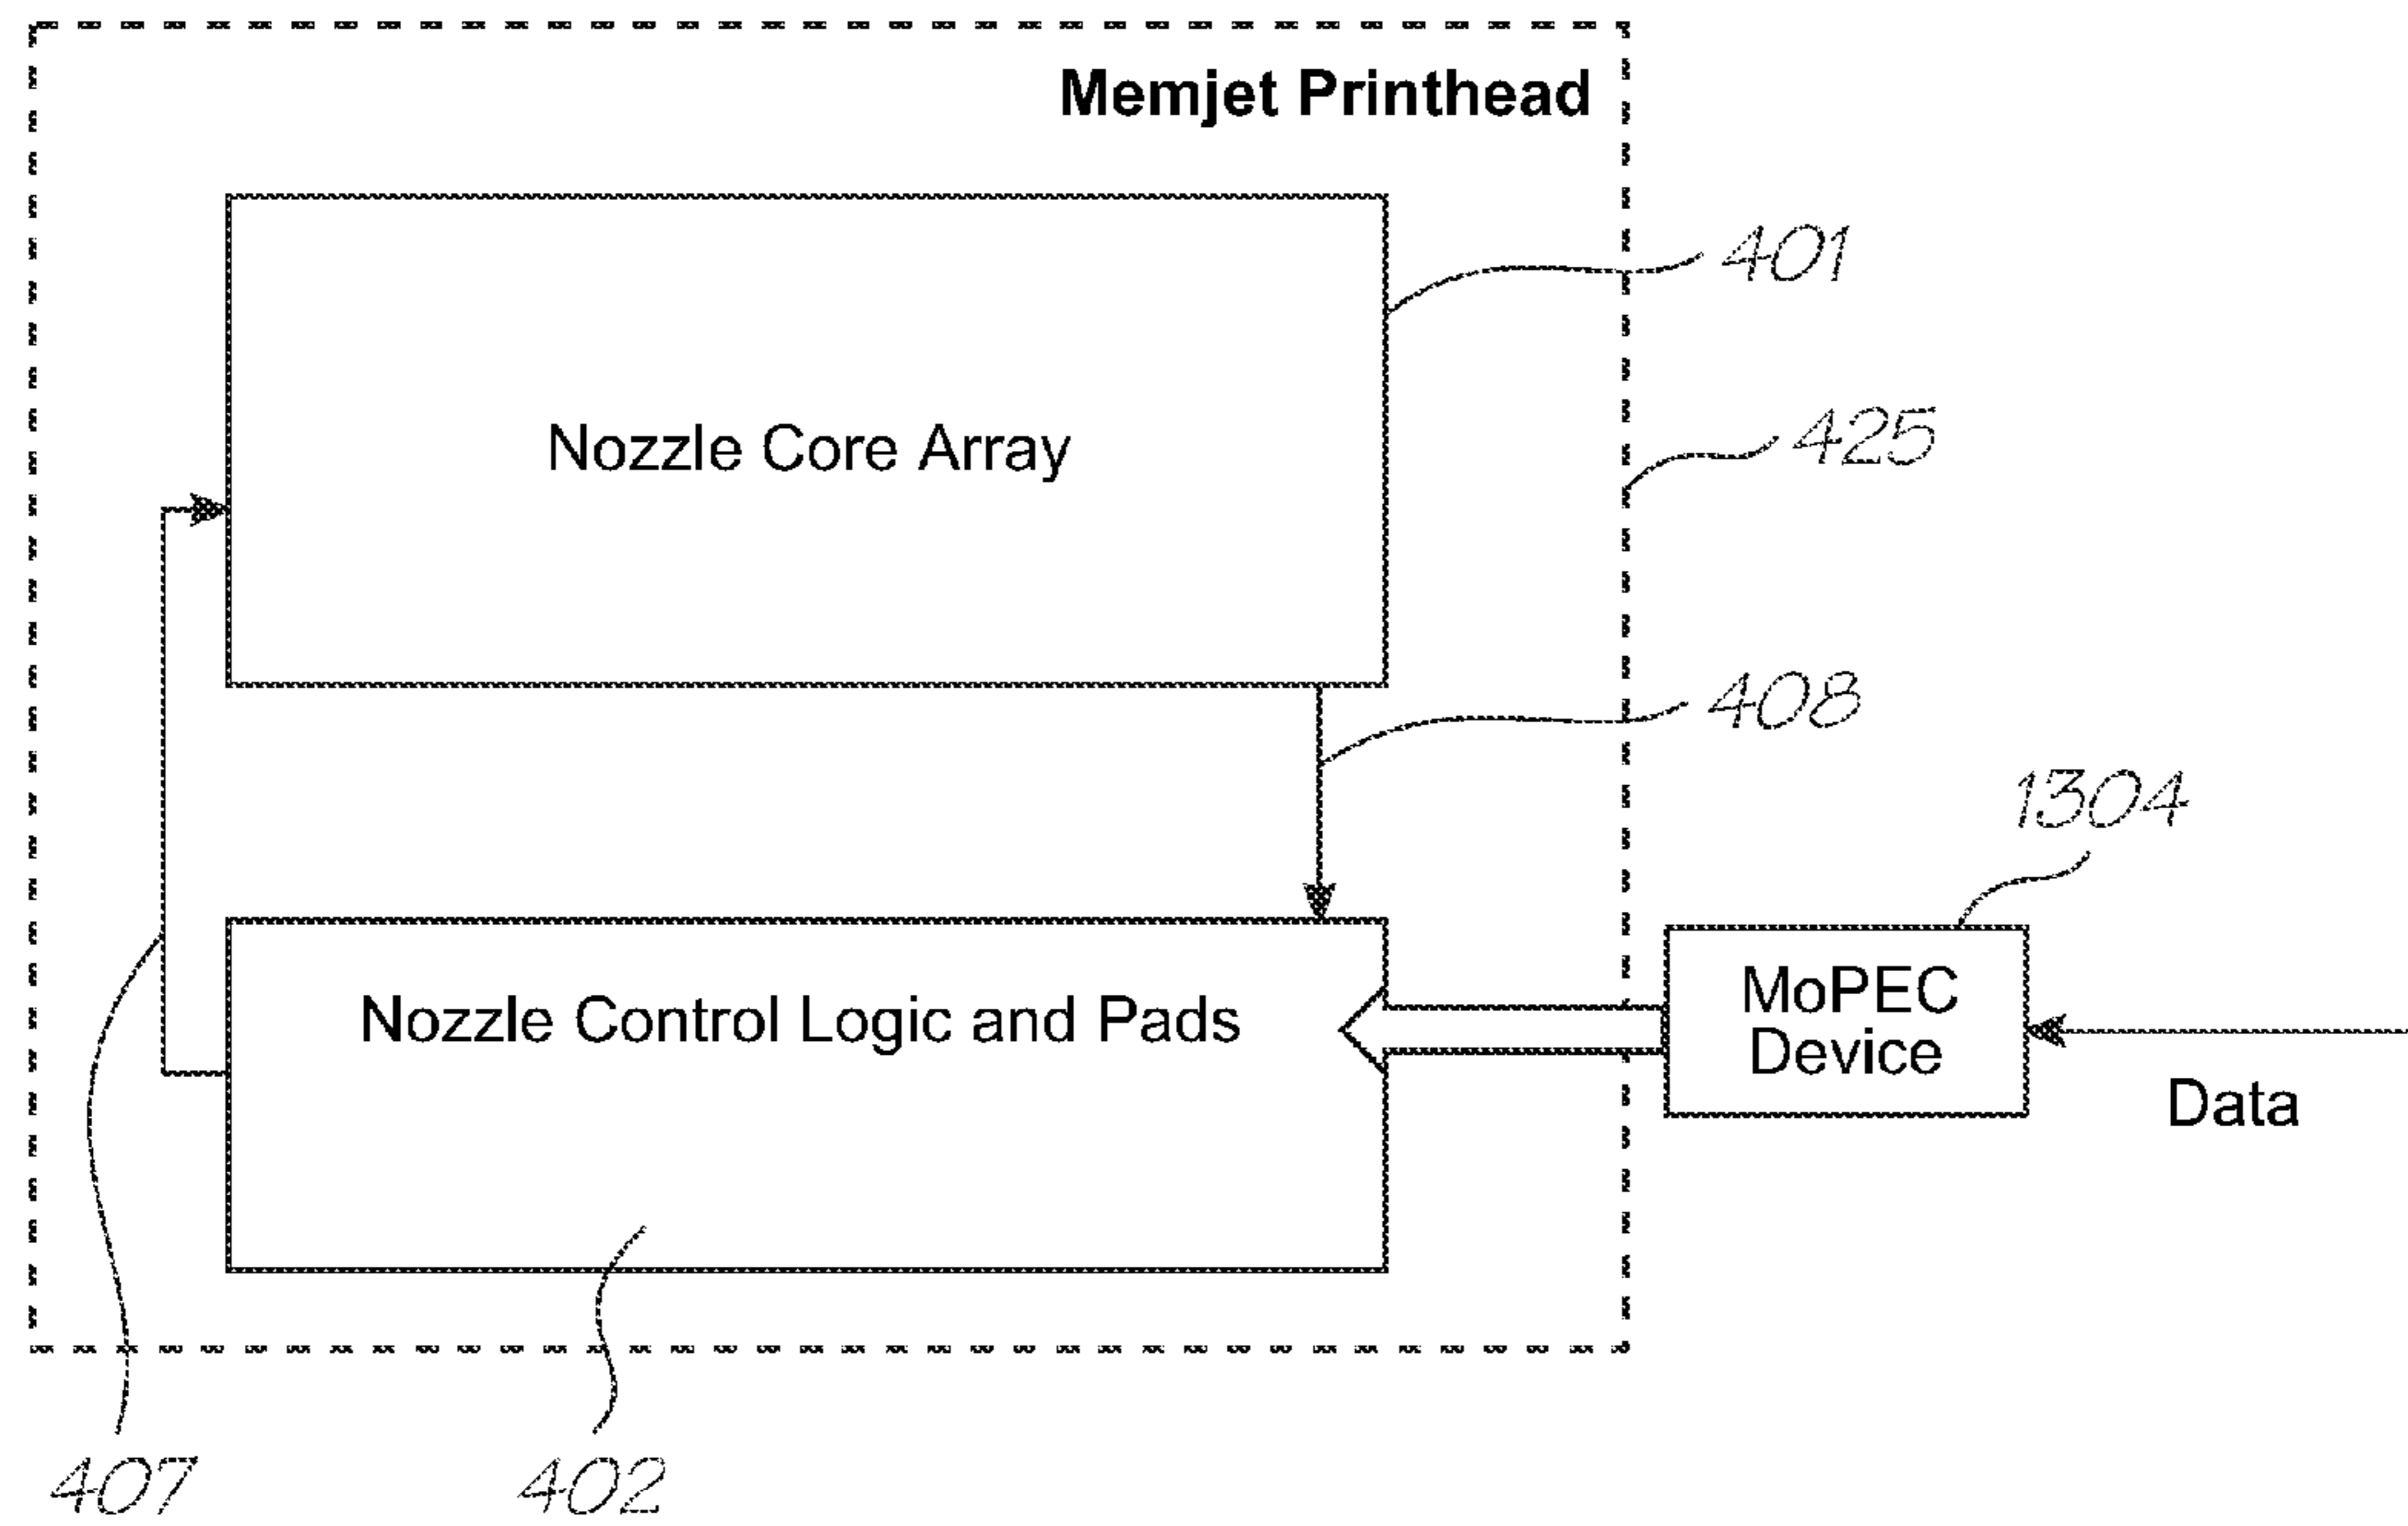 Memjet Printhead
401
Nozzle Core Array
425
408
1304
Nozzle Control Logic and Pads
MoPEC
Device
Data
407
402